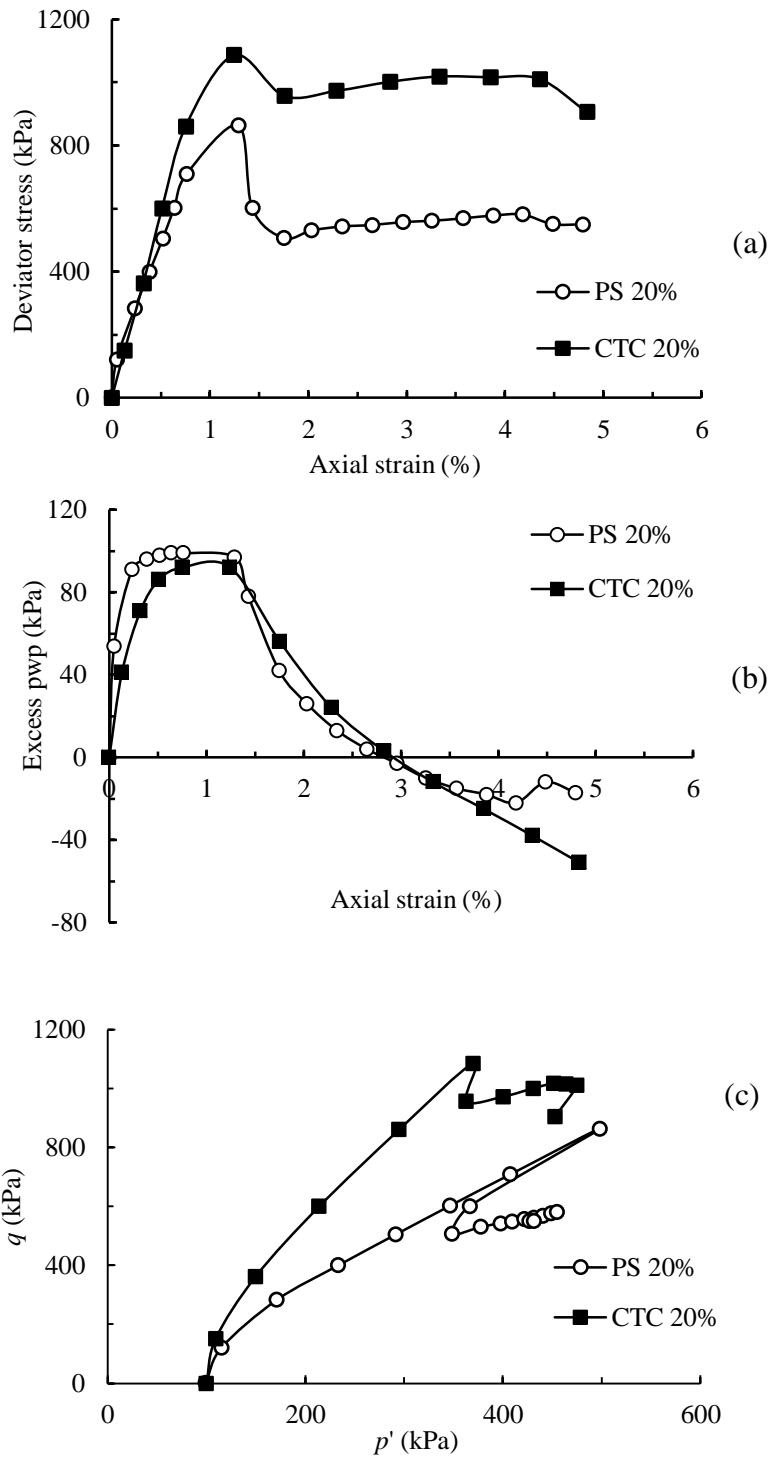 1200
800
400
0
Deviator stress (kPa)
0 1 2 3 4 5 6
Axial strain (%)
PS 20%
CTC 20%
(a)
120
80
40
0
-40
-80
Excess pwp (kPa)
0 1 2 3 4 5 6
Axial strain (%)
PS 20%
CTC 20%
(b)
1200
800
400
0
q (kPa)
0 200 400 600
p' (kPa)
PS 20%
CTC 20%
(c)